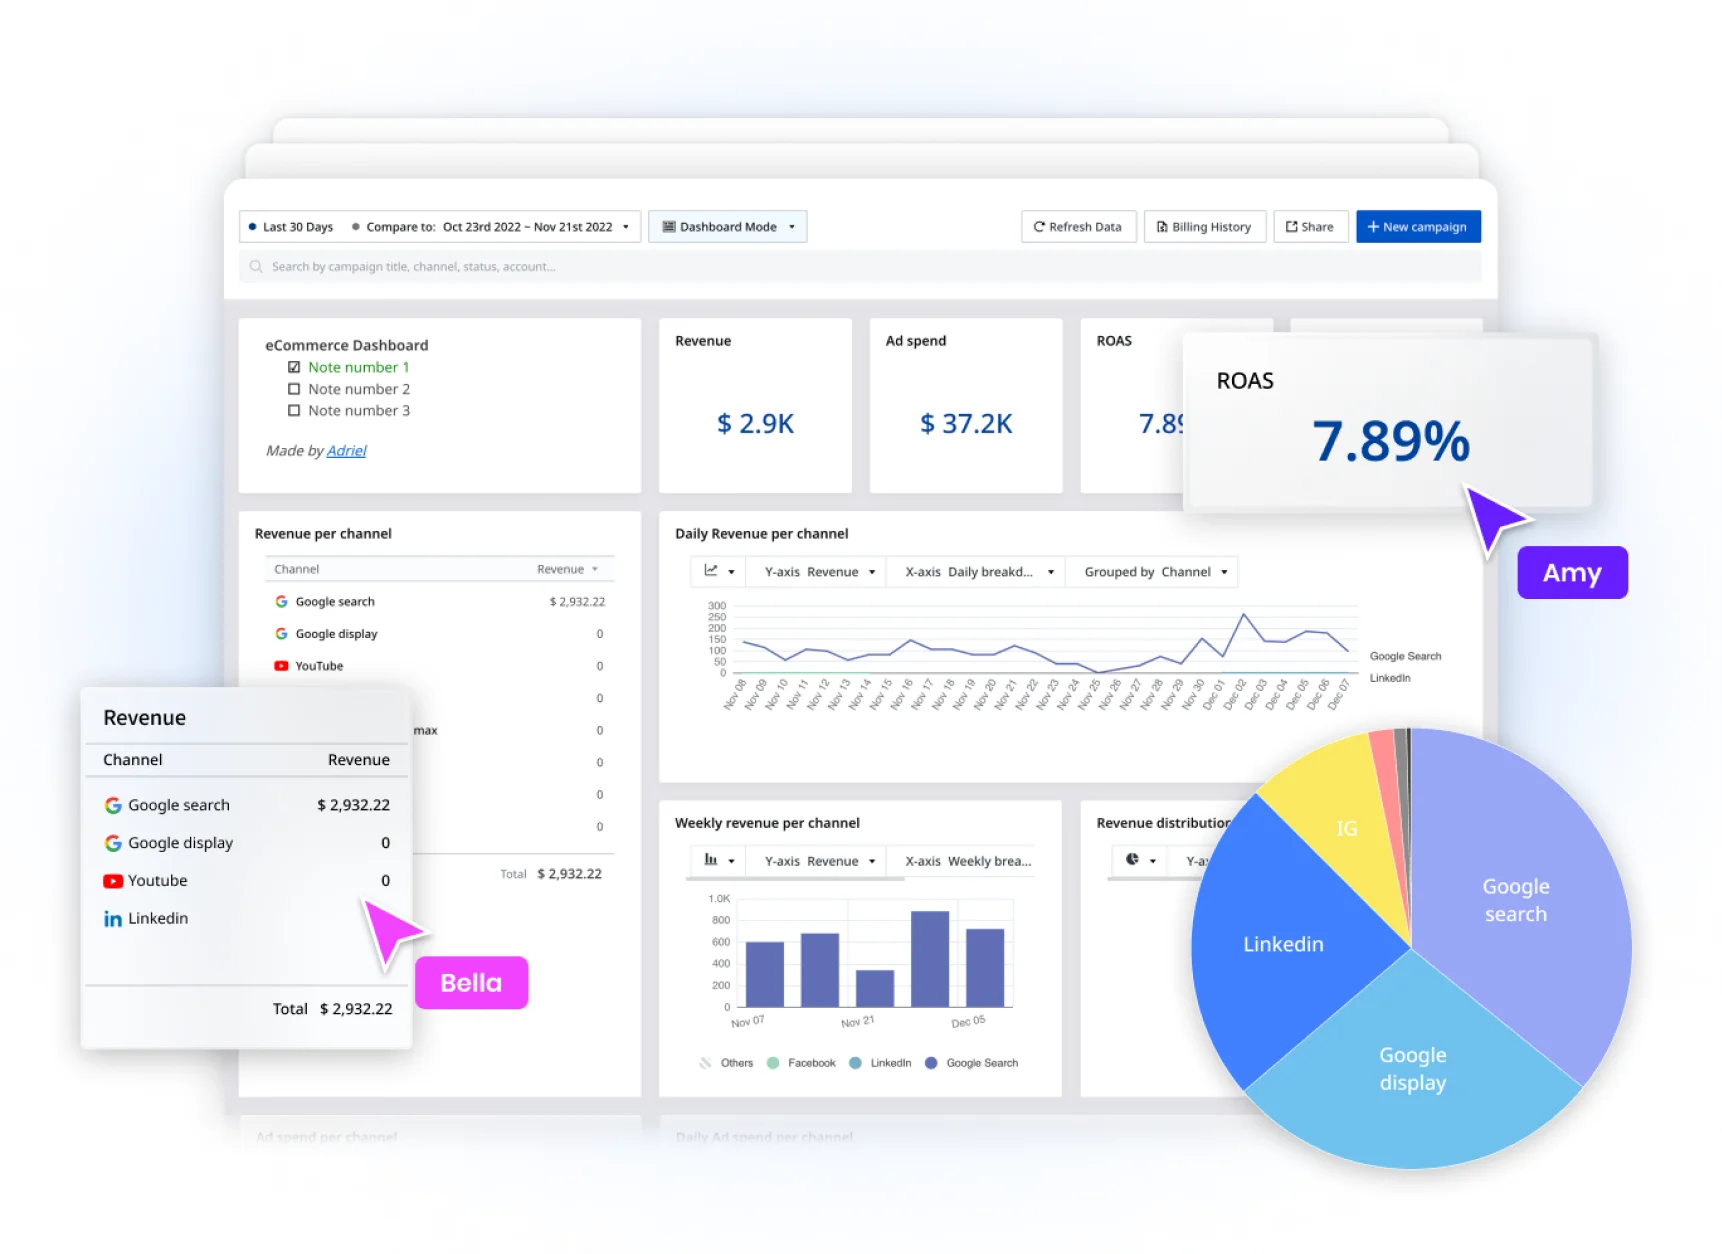 Last 30 Days Compare to: Oct 23rd 2022 ~ Nov 21st 2022 Dashboard Mode Refresh Data Billing History Share + New campaign
Search by campaign title, channel, status, account...
eCommerce Dashboard
Note number 1
Note number 2
Note number 3
Made by Adriel
Revenue
$ 2.9K
Ad spend
$ 37.2K
ROAS
7.89
ROAS
7.89%
Amy
Revenue per channel
Channel Revenue
Google search $ 2,932.22
Google display 0
YouTube 0
0
max 0
0
0
0
Total $ 2,932.22
Revenue
Channel Revenue
Google search $ 2,932.22
Google display 0
Youtube 0
Linkedin
Total $ 2,932.22
Bella
Daily Revenue per channel
Y-axis Revenue X-axis Daily breakd... Grouped by Channel
300
250
200
150
100
50
0
Nov 08 Nov 09 Nov 10 Nov 11 Nov 12 Nov 13 Nov 14 Nov 15 Nov 16 Nov 17 Nov 18 Nov 19 Nov 20 Nov 21 Nov 22 Nov 23 Nov 24 Nov 25 Nov 26 Nov 27 Nov 28 Nov 29 Nov 30 Dec 01 Dec 02 Dec 03 Dec 04 Dec 05 Dec 06 Dec 07
Google Search
LinkedIn
Weekly revenue per channel
Y-axis Revenue X-axis Weekly brea...
1.0K
800
600
400
200
0
Nov 07 Nov 21 Dec 05
Others Facebook LinkedIn Google Search
Revenue distribution
Y-a
IG
Google
search
Linkedin
Google
display
Ad spend per channel
Daily Ad spend per channel